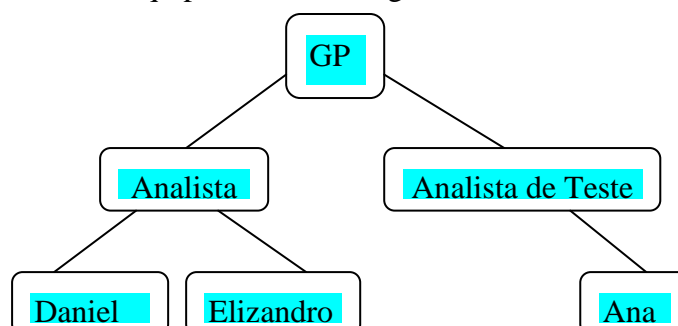 GP
Analista
Analista de Teste
Daniel
Elizandro
Ana